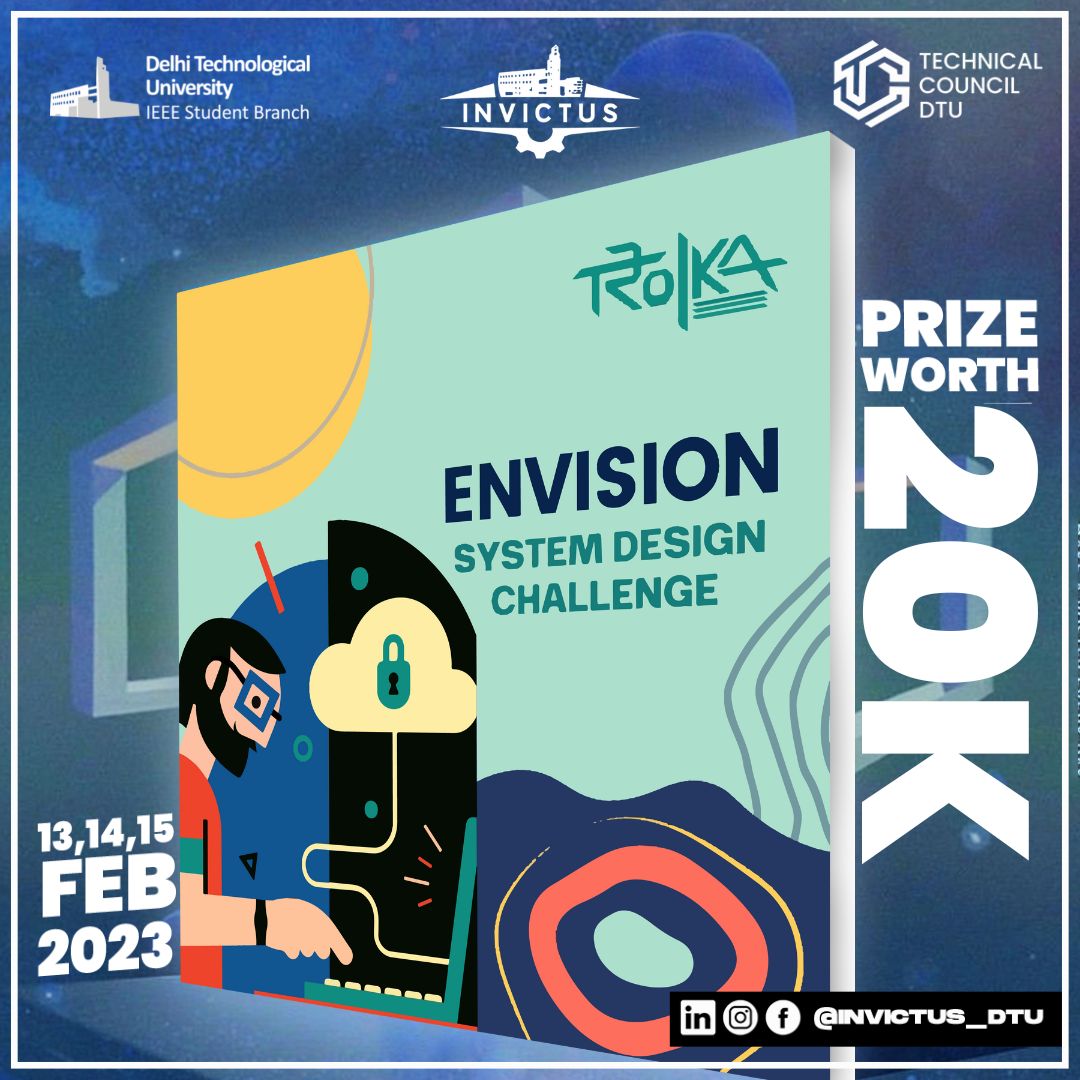 Delhi Technological
University
IEEE Student Branch
INVICTUS
TECHNICAL
COUNCIL
DTU
TROIKA
PRIZE
WORTH
20K
ENVISION
SYSTEM DESIGN
CHALLENGE
13,14,15
FEB
2023
in f @INVICTUS_DTU